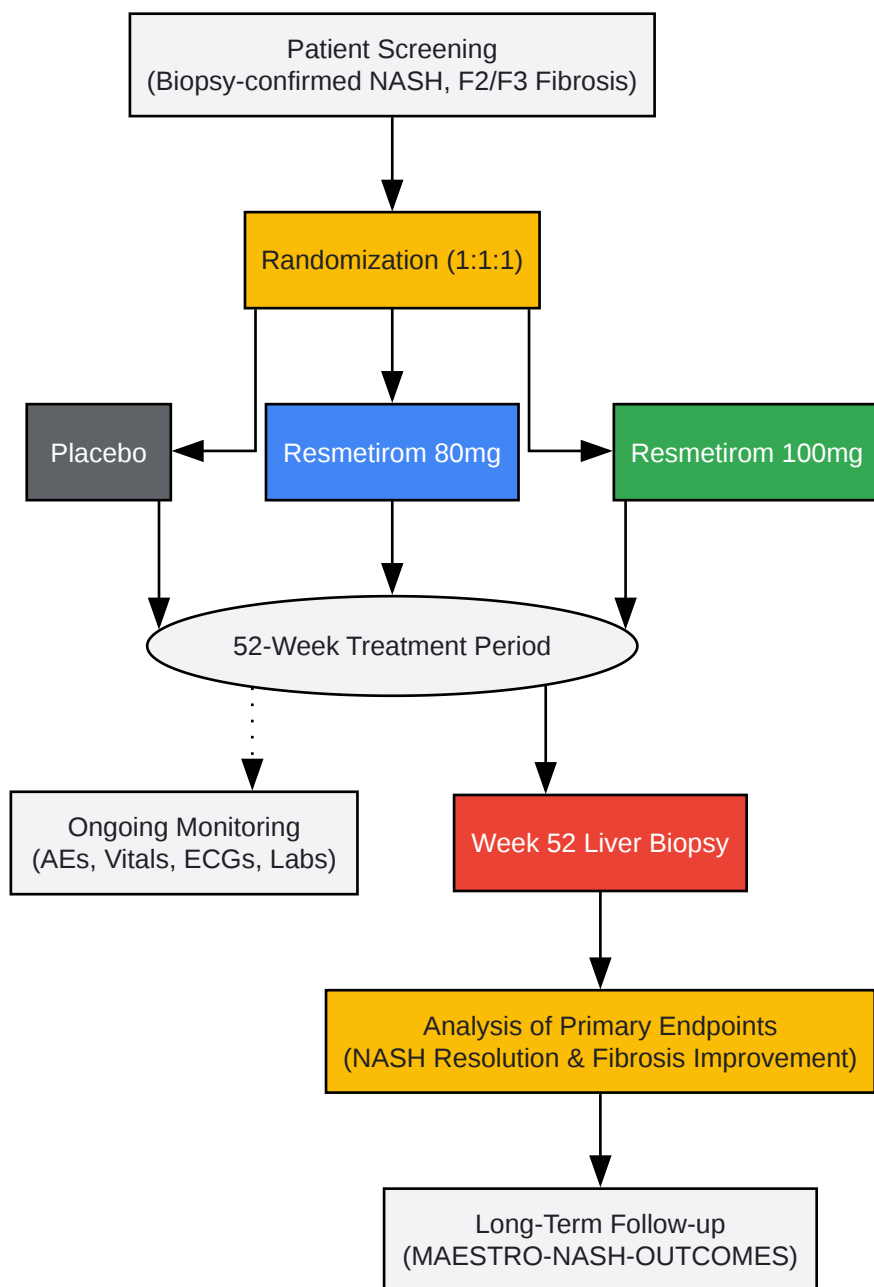 Patient Screening
(Biopsy-confirmed NASH, F2/F3 Fibrosis)
Randomization (1:1:1)
Placebo
Resmetirom 80mg
Resmetirom 100mg
52-Week Treatment Period
Ongoing Monitoring
(AEs, Vitals, ECGs, Labs)
Week 52 Liver Biopsy
Analysis of Primary Endpoints
(NASH Resolution & Fibrosis Improvement)
Long-Term Follow-up
(MAESTRO-NASH-OUTCOMES)